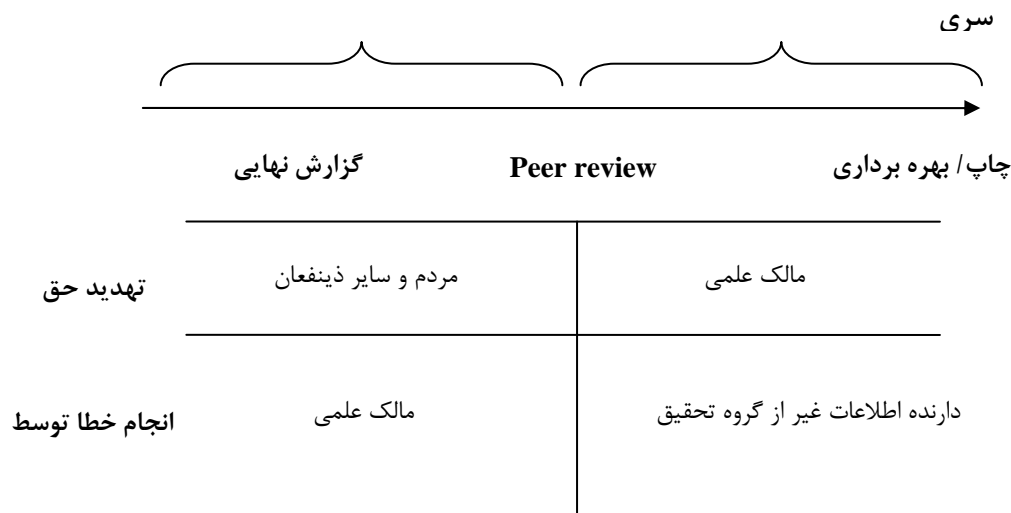 سری
گزارش نهایی Peer review چاپ/ بهره برداری
تهدید حق مردم و سایر ذینفعان مالک علمی
انجام خطا توسط مالک علمی دارنده اطلاعات غیر از گروه تحقیق